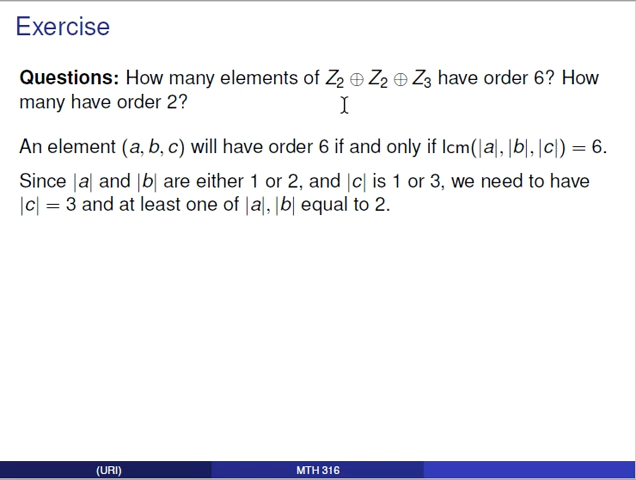 Exercise
Questions: How many elements of Z₂ ⊕ Z₂ ⊕ Z₃ have order 6? How
many have order 2?
An element (a, b, c) will have order 6 if and only if lcm(|a|, |b|, |c|) = 6.
Since |a| and |b| are either 1 or 2, and |c| is 1 or 3, we need to have
|c| = 3 and at least one of |a|, |b| equal to 2.
(URI) MTH 316